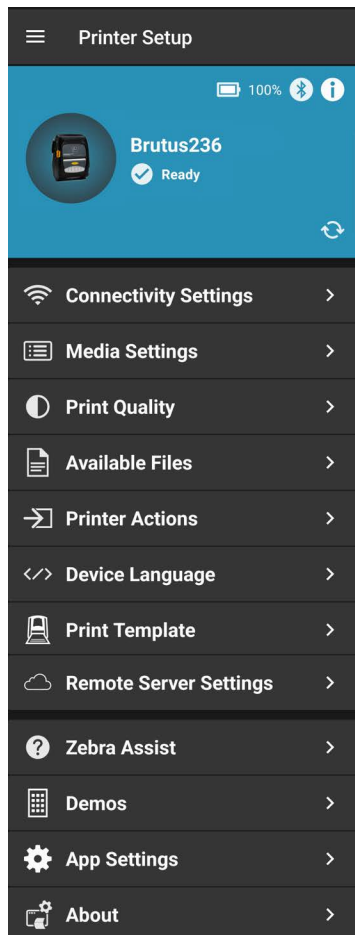 Printer Setup
100%
Brutus236
Ready
Connectivity Settings
Media Settings
Print Quality
Available Files
Printer Actions
Device Language
Print Template
Remote Server Settings
Zebra Assist
Demos
App Settings
About